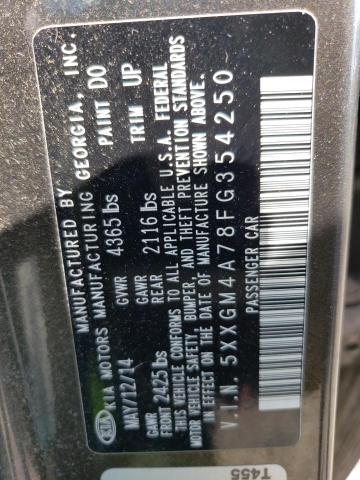 MANUFACTURED BY
KIA KIA MOTORS MANUFACTURING GEORGIA, INC.
MAY/12/14 GVWR 4365 lbs PAINT DO
GAWR FRONT 2425 lbs GAWR REAR 2116 lbs TRIM UP
THIS VEHICLE CONFORMS TO ALL APPLICABLE U.S.A. FEDERAL
MOTOR VEHICLE SAFETY, BUMPER, AND THEFT PREVENTION STANDARDS
IN EFFECT ON THE DATE OF MANUFACTURE SHOWN ABOVE.
V.I.N. 5XXGM4A78FG354250
PASSENGER CAR
T455